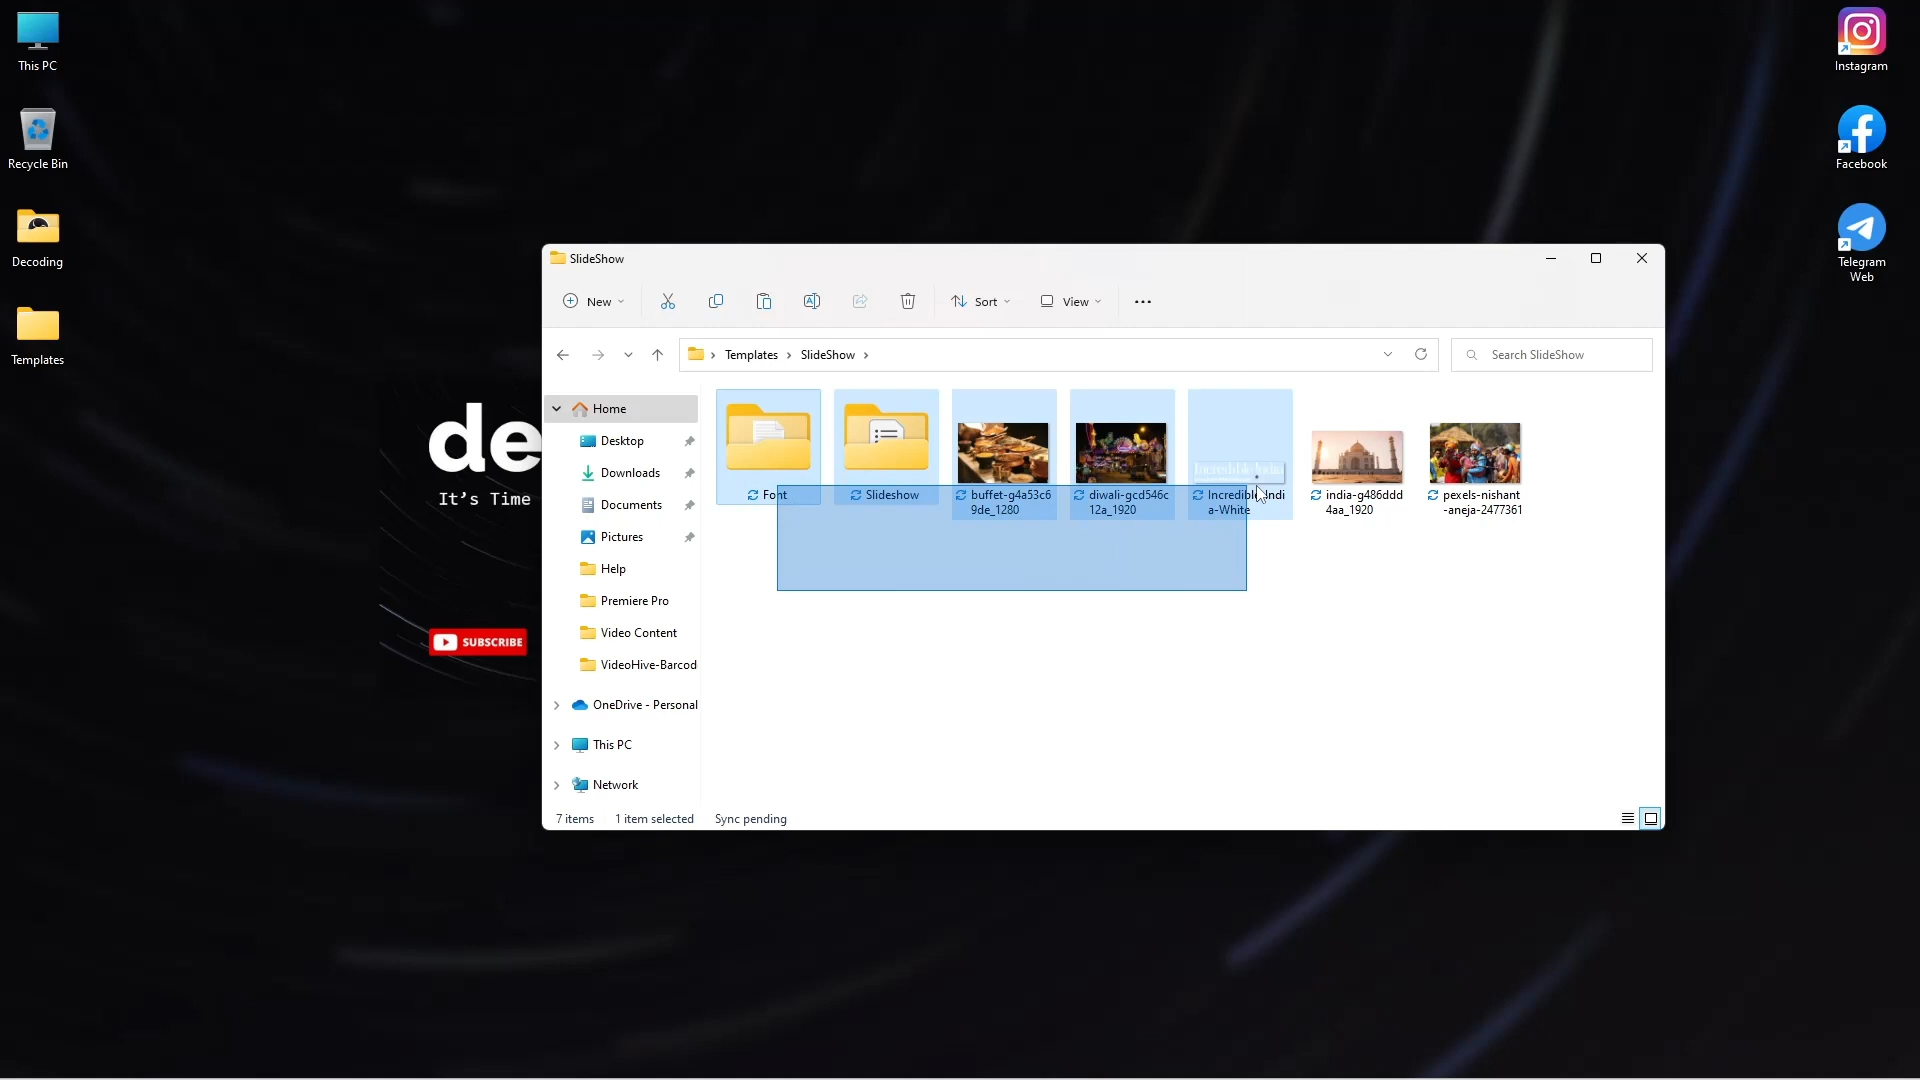 This PC
Recycle Bin
Decoding
Templates
Instagram
Facebook
Telegram
Web
de
It's Time
SUBSCRIBE
SlideShow
New
Sort
View
Templates
SlideShow
Search SlideShow
Home
Desktop
Downloads
Documents
Pictures
Help
Premiere Pro
Video Content
VideoHive-Barcod
OneDrive - Personal
This PC
Network
Font
Slideshow
buffet-g4a53c6
9de_1280
diwali-gcd546c
12a_1920
Incredible India
Incredible-Indi
a-White
india-g486ddd
4aa_1920
pexels-nishant
-aneja-2477361
7 items
1 item selected
Sync pending